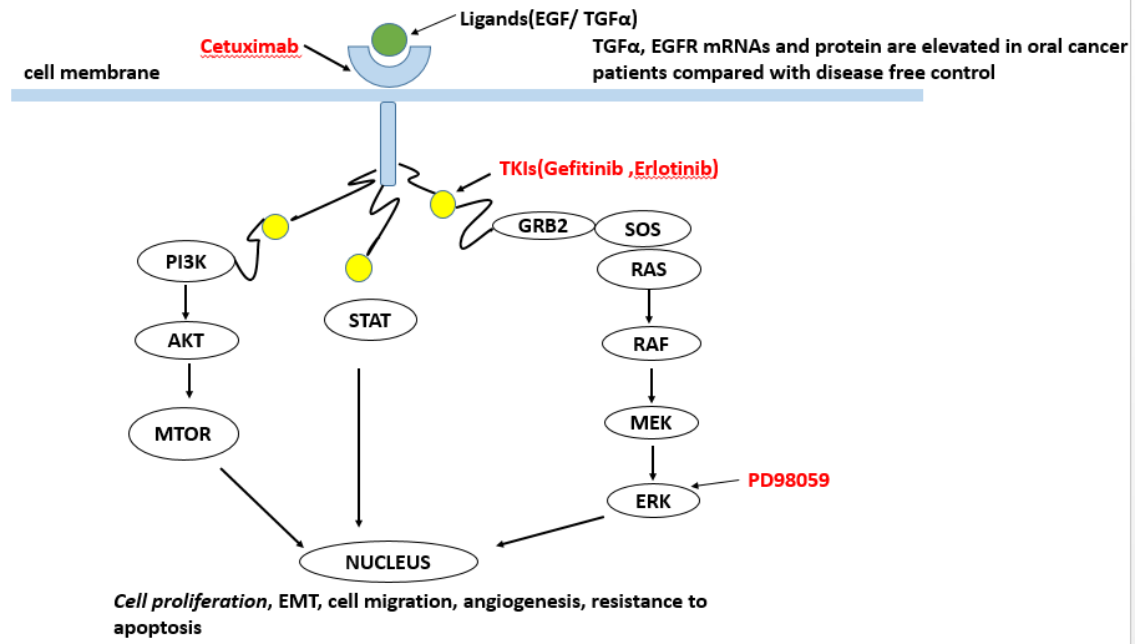 Ligands(EGF/ TGFα)
Cetuximab
TGFα, EGFR mRNAs and protein are elevated in oral cancer
patients compared with disease free control
cell membrane
TKIs(Gefitinib ,Erlotinib)
GRB2
SOS
PI3K
RAS
STAT
AKT
RAF
MEK
MTOR
PD98059
ERK
NUCLEUS
Cell proliferation, EMT, cell migration, angiogenesis, resistance to
apoptosis